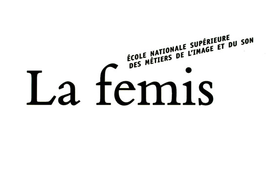 ÉCOLE NATIONALE SUPÉRIEURE
DES MÉTIERS DE L'IMAGE ET DU SON
La femis